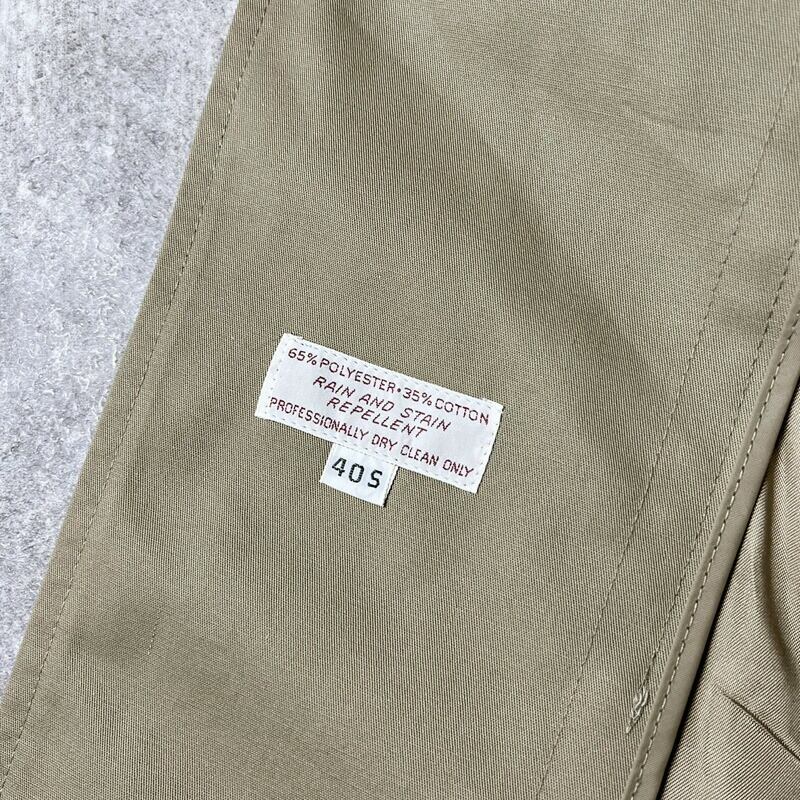 65% POLYESTER • 35% COTTON
RAIN AND STAIN
REPELLENT
PROFESSIONALLY DRY CLEAN ONLY
40S